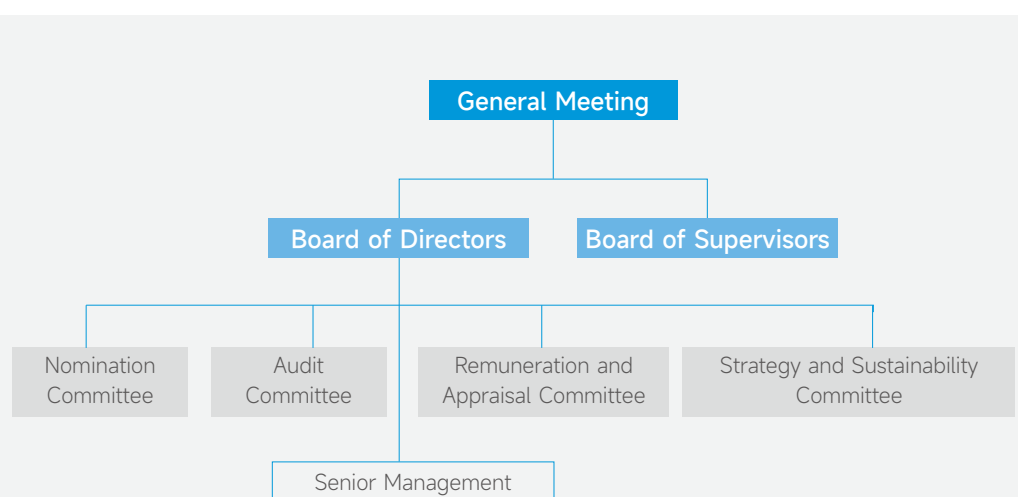 General Meeting
Board of Directors
Board of Supervisors
Nomination
Committee
Audit
Committee
Remuneration and
Appraisal Committee
Strategy and Sustainability
Committee
Senior Management